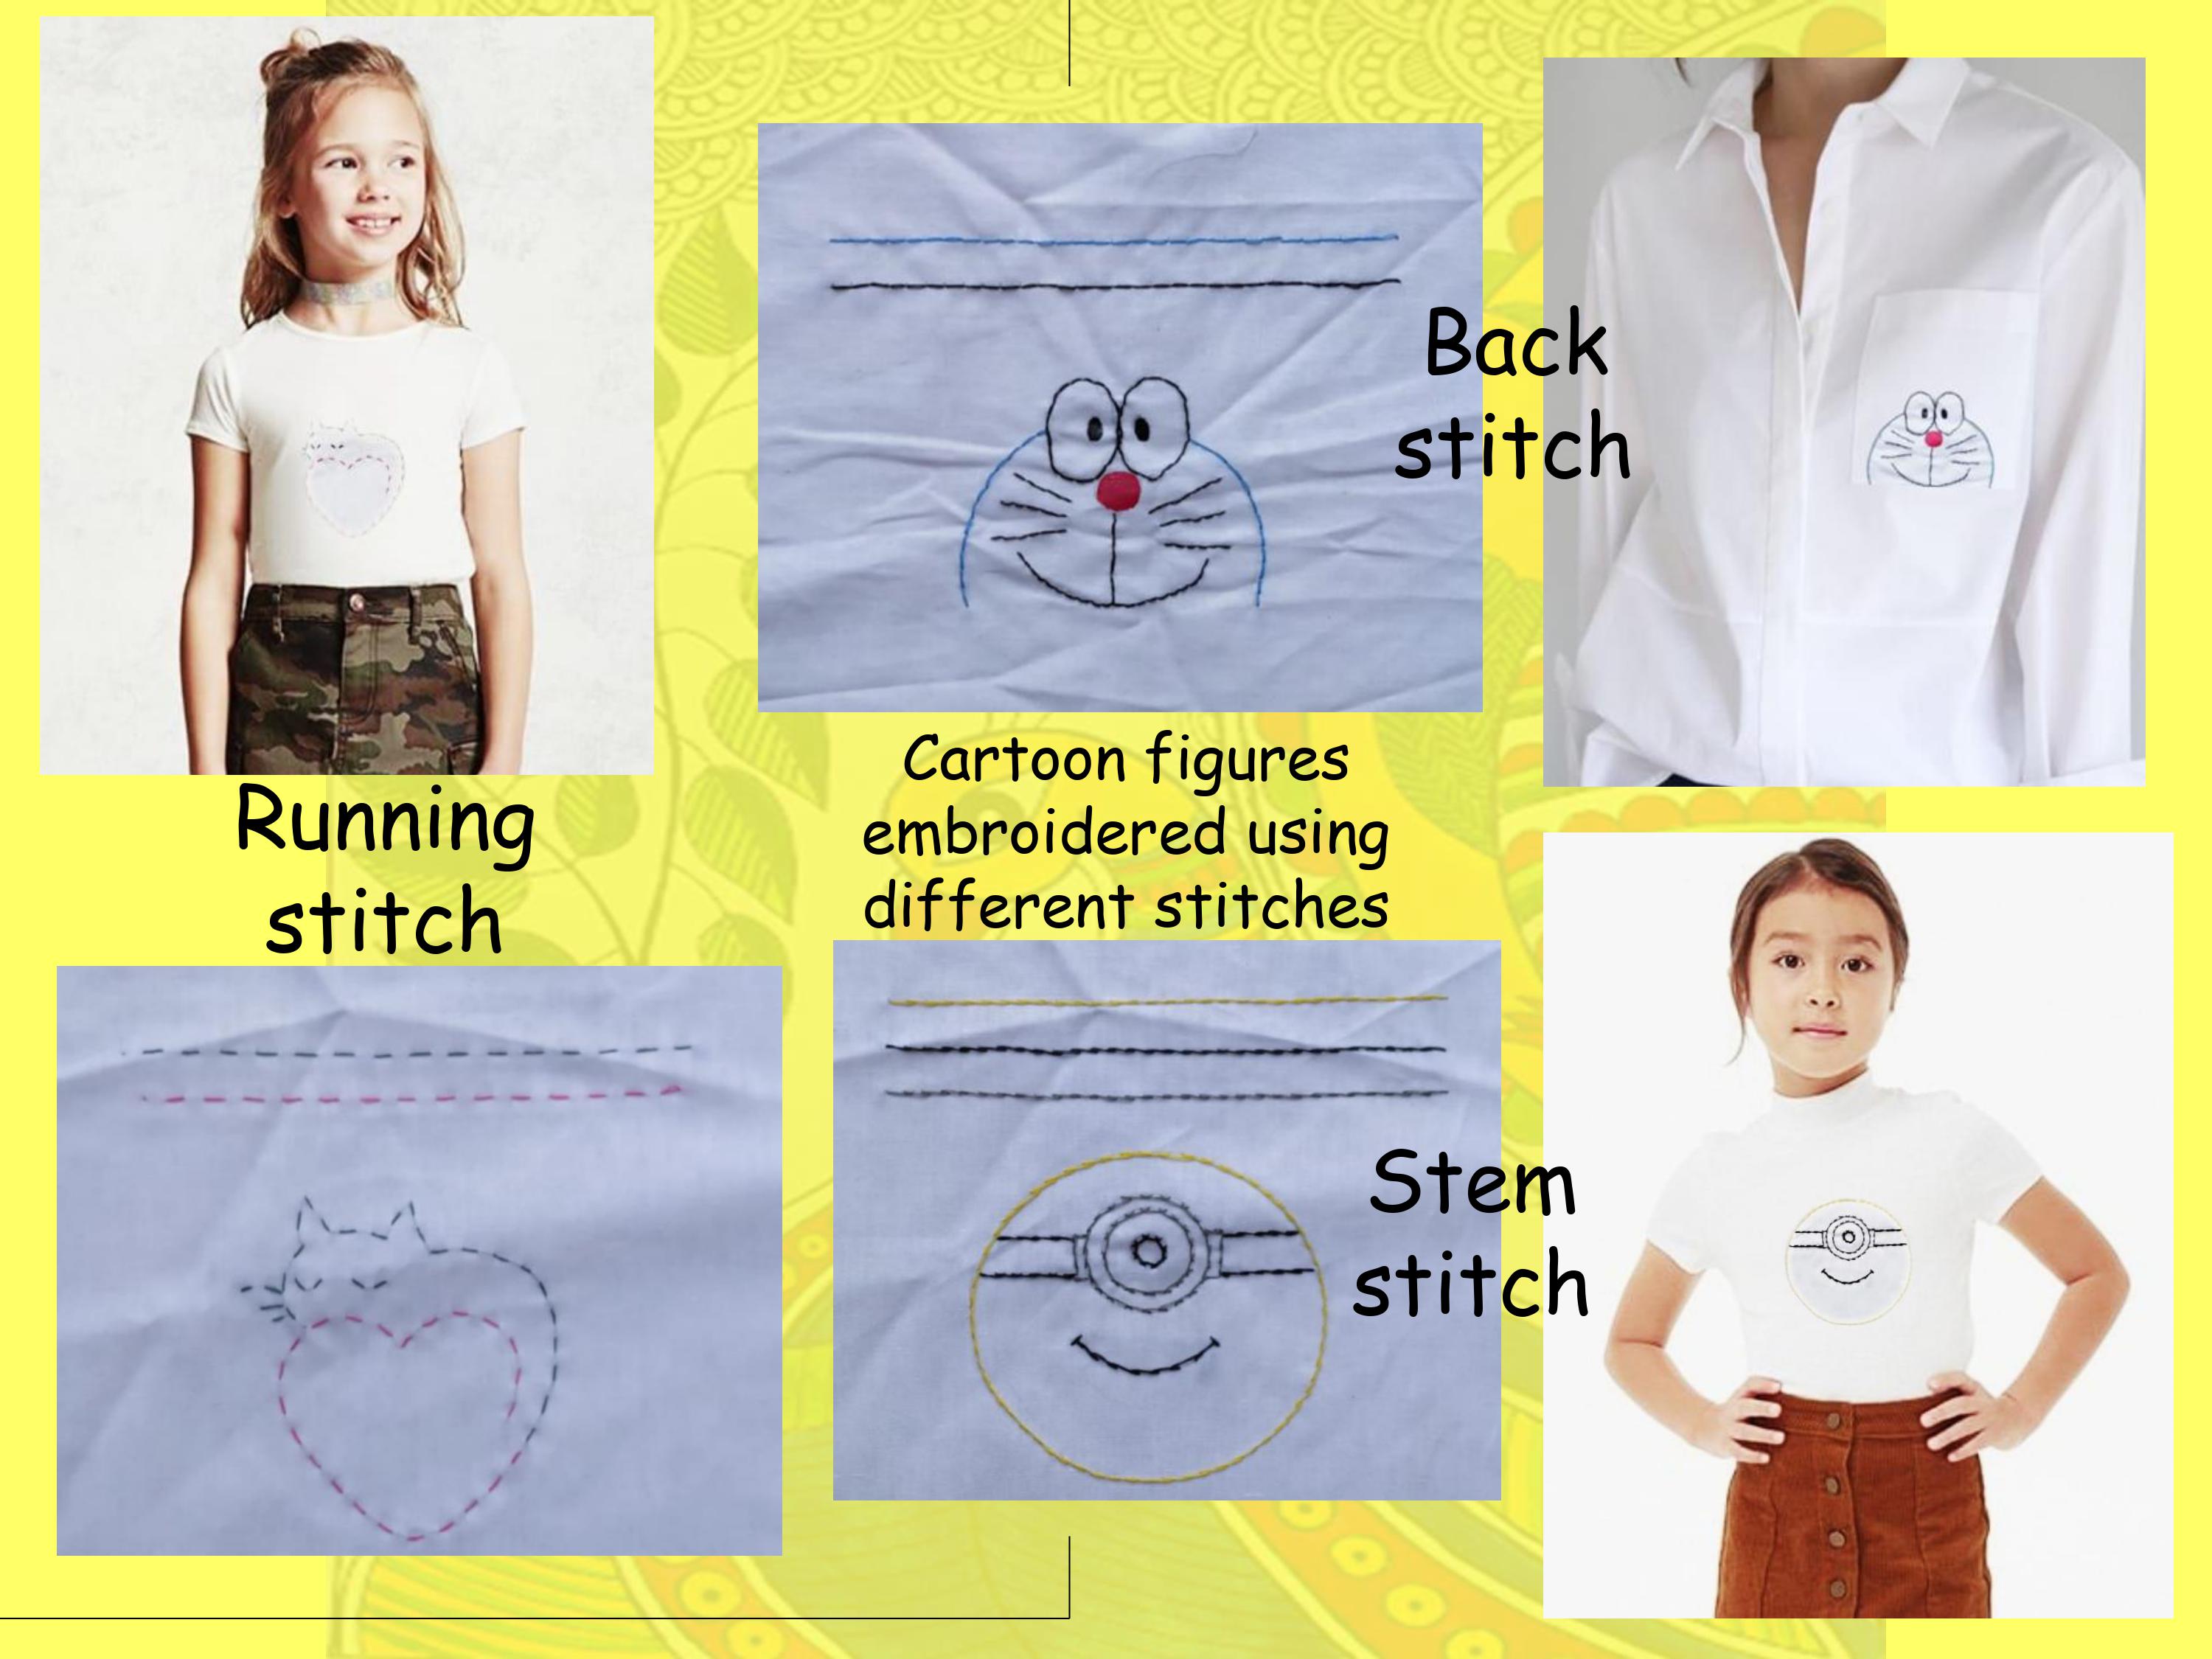 Back
stitch
Cartoon figures
embroidered using
different stitches
Running
stitch
Stem
stitch